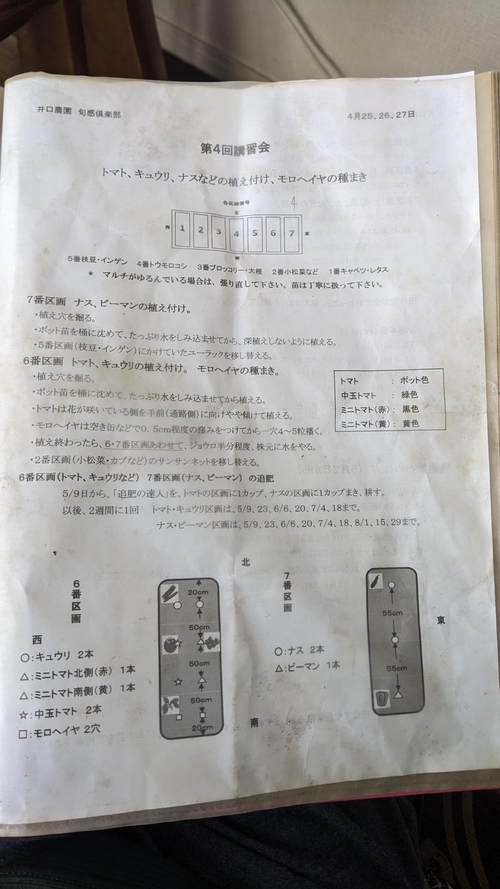 井口農園 旬感倶楽部
4月25、26、27日
第4回講習会
トマト、キュウリ、ナスなどの植え付け、モロヘイヤの種まき
各区画番号
4
北
西 1 2 3 4 5 6 7 東
南
5番枝豆・インゲン 4番トウモロコシ 3番ブロッコリー・大根 2番小松菜など 1番キャベツ・レタス
* マルチがゆるんでいる場合は、張り直して下さい。苗は丁寧に扱って下さい。
7番区画 ナス、ピーマンの植え付け。
・植え穴を掘る。
・ポット苗を桶に沈めて、たっぷり水をしみ込ませてから、深植えしないように植える。
・5番区画(枝豆・インゲン)にかけていたユーラックを移し替える。
6番区画 トマト、キュウリの植え付け。 モロヘイヤの種まき。
・植え穴を掘る。
・ポット苗を桶に沈めて、たっぷり水をしみ込ませてから植える。
・トマトは花が咲いている側を手前(通路側)に向けやや傾けて植える。
・モロヘイヤは空き缶などで0.5cm程度の窪みをつけてから一穴4~5粒播く。
・植え終わったら、6・7番区画あわせて、ジョウロ半分程度、株元に水をやる。
・2番区画(小松菜・カブなど)のサンサンネットを移し替える。
トマト : ポット色
中玉トマト : 緑色
ミニトマト(赤) : 黒色
ミニトマト(黄) : 黄色
6番区画(トマト、キュウリなど) 7番区画(ナス、ピーマン)の追肥
5/9日から、「追肥の達人」を、トマトの区画に1カップ、ナスの区画に1カップまき、耕す。
以後、2週間に1回 トマト・キュウリ区画は、5/9、23、6/6、20、7/4、18まで。
ナス・ピーマン区画は、5/9、23、6/6、20、7/4、18、8/1、15、29まで。
北
6番区画
西
○:キュウリ 2本
△:ミニトマト北側(赤) 1本
△:ミニトマト南側(黄) 1本
☆:中玉トマト 2本
□:モロヘイヤ 2穴
20cm
50cm
50cm
50cm
20cm
南
7番区画
○:ナス 2本
△:ピーマン 1本
55cm
55cm
東